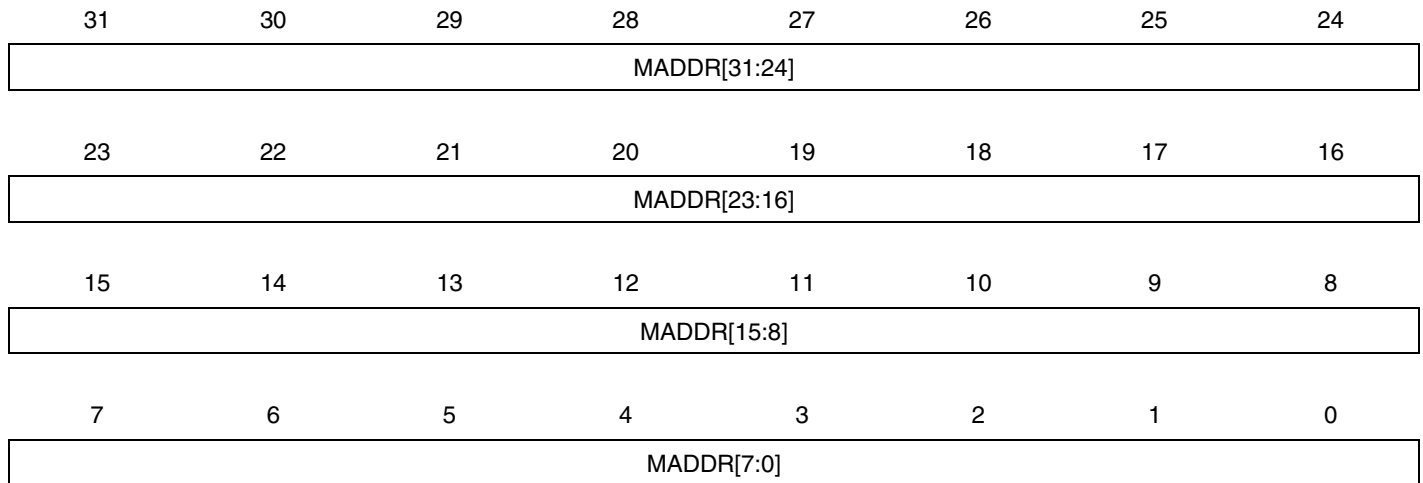 31 30 29 28 27 26 25 24
MADDR[31:24]
23 22 21 20 19 18 17 16
MADDR[23:16]
15 14 13 12 11 10 9 8
MADDR[15:8]
7 6 5 4 3 2 1 0
MADDR[7:0]